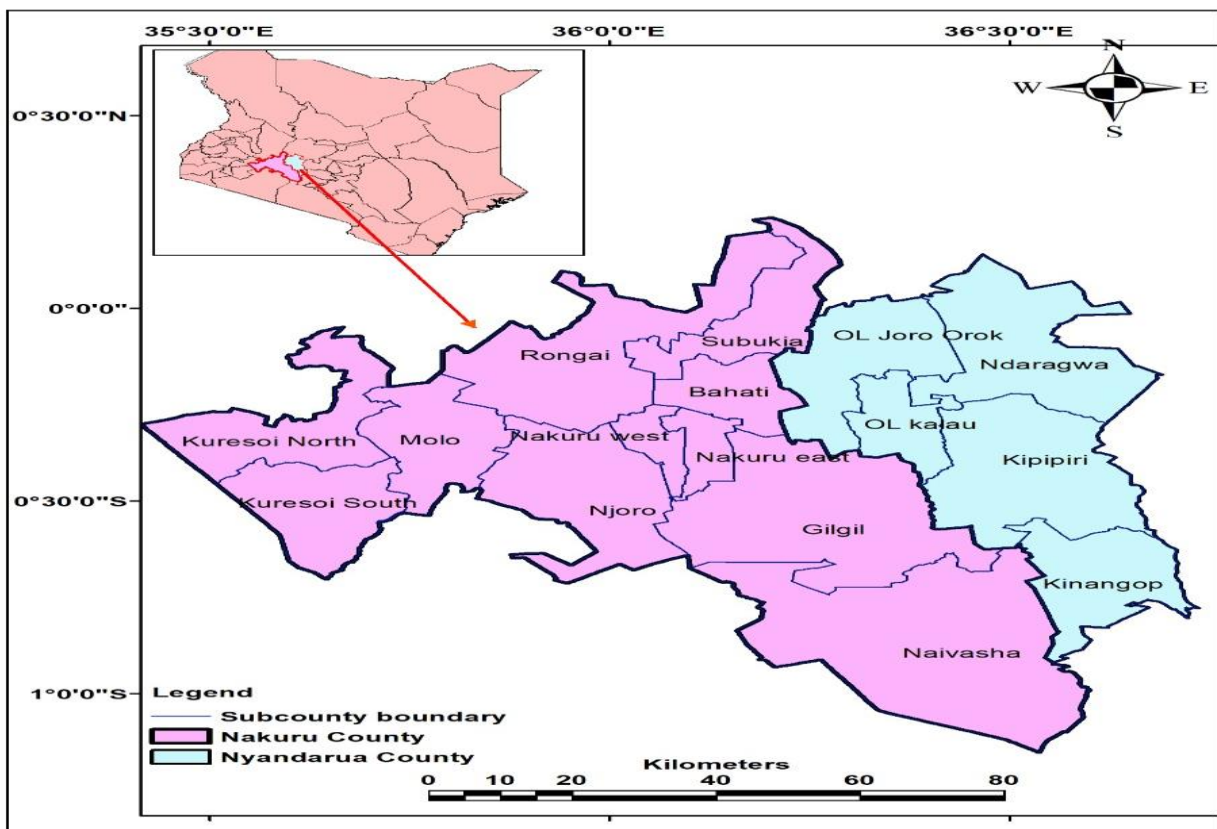 35°30'0"E
36°0'0"E
36°30'0"E
N
W
E
S
0°30'0"N
0°0'0"
0°30'0"S
1°0'0"S
OL Joro Orok
Subukia
Rongai
Ndaragwa
Bahati
OL kalau
Kuresoi North
Molo
Nakuru west
Nakuru east
Kipipiri
Kuresoi South
Njoro
Gilgil
Kinangop
Naivasha
Legend
Subcounty boundary
Nakuru County
Nyandarua County
Kilometers
0 10 20 40 60 80